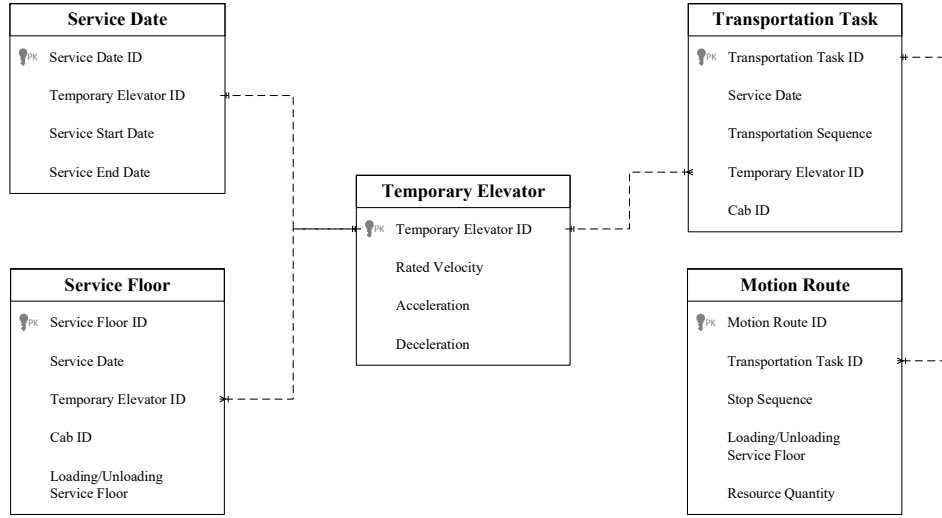 Service Date
PK Service Date ID
Temporary Elevator ID
Service Start Date
Service End Date
Service Floor
PK Service Floor ID
Service Date
Temporary Elevator ID
Cab ID
Loading/Unloading
Service Floor
Temporary Elevator
PK Temporary Elevator ID
Rated Velocity
Acceleration
Deceleration
Transportation Task
PK Transportation Task ID
Service Date
Transportation Sequence
Temporary Elevator ID
Cab ID
Motion Route
PK Motion Route ID
Transportation Task ID
Stop Sequence
Loading/Unloading
Service Floor
Resource Quantity